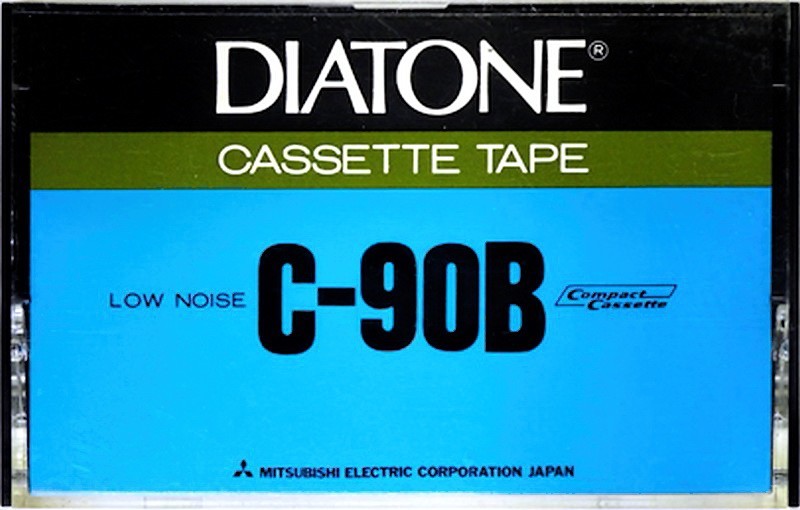 DIATONE®
CASSETTE TAPE
LOW NOISE C-90B Compact Cassette
MITSUBISHI ELECTRIC CORPORATION JAPAN